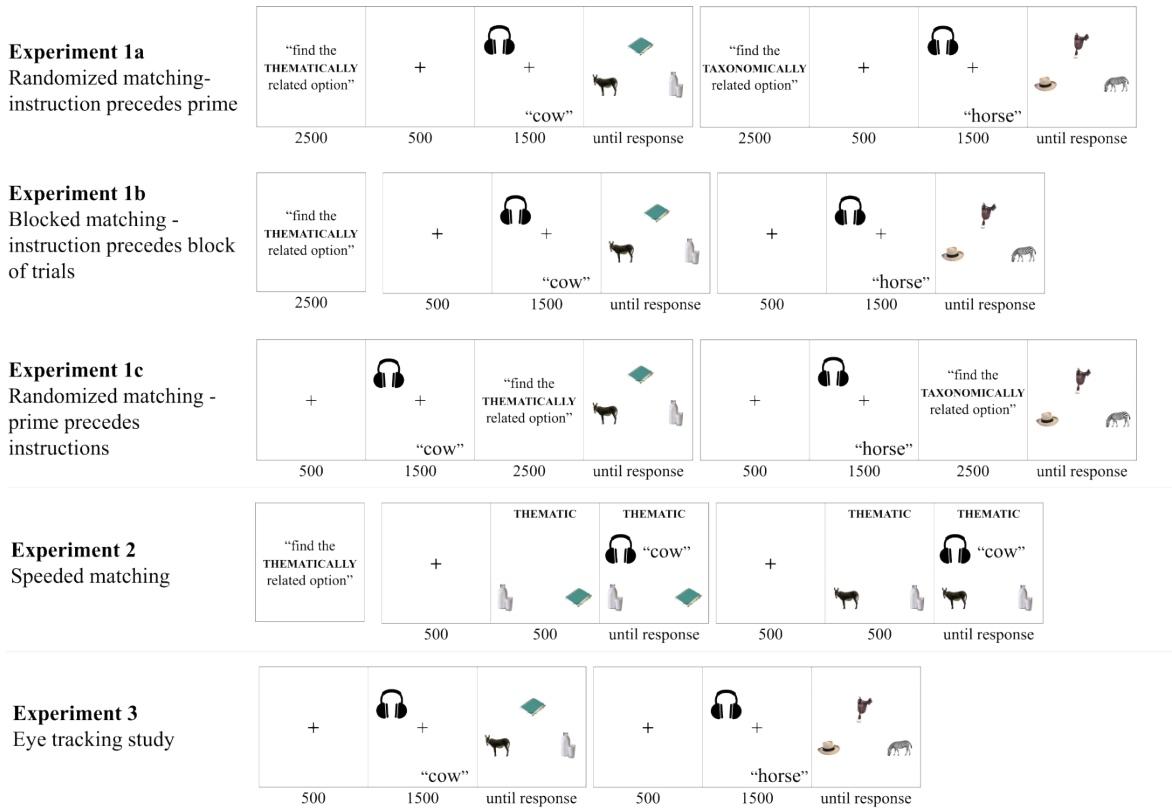 Experiment 1a
Randomized matching-
instruction precedes prime
“find the
THEMATICALLY
related option”
“cow”
“find the
TAXONOMICALLY
related option”
“horse”
2500 500 1500 until response 2500 500 1500 until response
Experiment 1b
Blocked matching -
instruction precedes block
of trials
“find the
THEMATICALLY
related option”
“cow”
“horse”
2500 500 1500 until response 500 1500 until response
Experiment 1c
Randomized matching -
prime precedes
instructions
“cow”
“find the
THEMATICALLY
related option”
“horse”
“find the
TAXONOMICALLY
related option”
500 1500 2500 until response 500 1500 2500 until response
Experiment 2
Speeded matching
“find the
THEMATICALLY
related option”
THEMATIC THEMATIC THEMATIC THEMATIC
“cow” “cow”
500 500 until response 500 500 until response
Experiment 3
Eye tracking study
“cow” “horse”
500 1500 until response 500 1500 until response